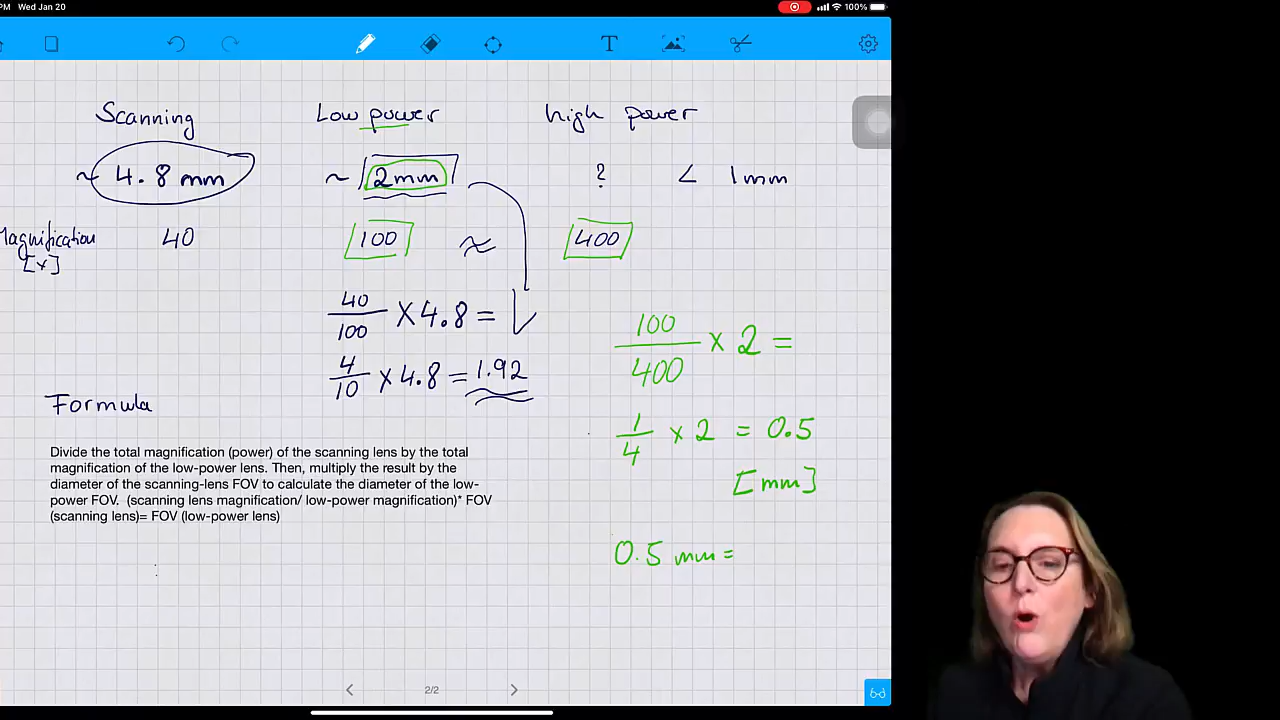 PM Wed Jan 20
100%
T
Scanning Low power high power
~ 4.8 mm ~ 2mm ? < 1mm
Magnification 40 100 ≈ 400
[x]
40/100 × 4.8 =
4/10 × 4.8 = 1.92
100/400 × 2 =
1/4 × 2 = 0.5
[mm]
0.5 mm =
Formula
Divide the total magnification (power) of the scanning lens by the total
magnification of the low-power lens. Then, multiply the result by the
diameter of the scanning-lens FOV to calculate the diameter of the low-
power FOV. (scanning lens magnification/ low-power magnification)* FOV
(scanning lens)= FOV (low-power lens)
2/2